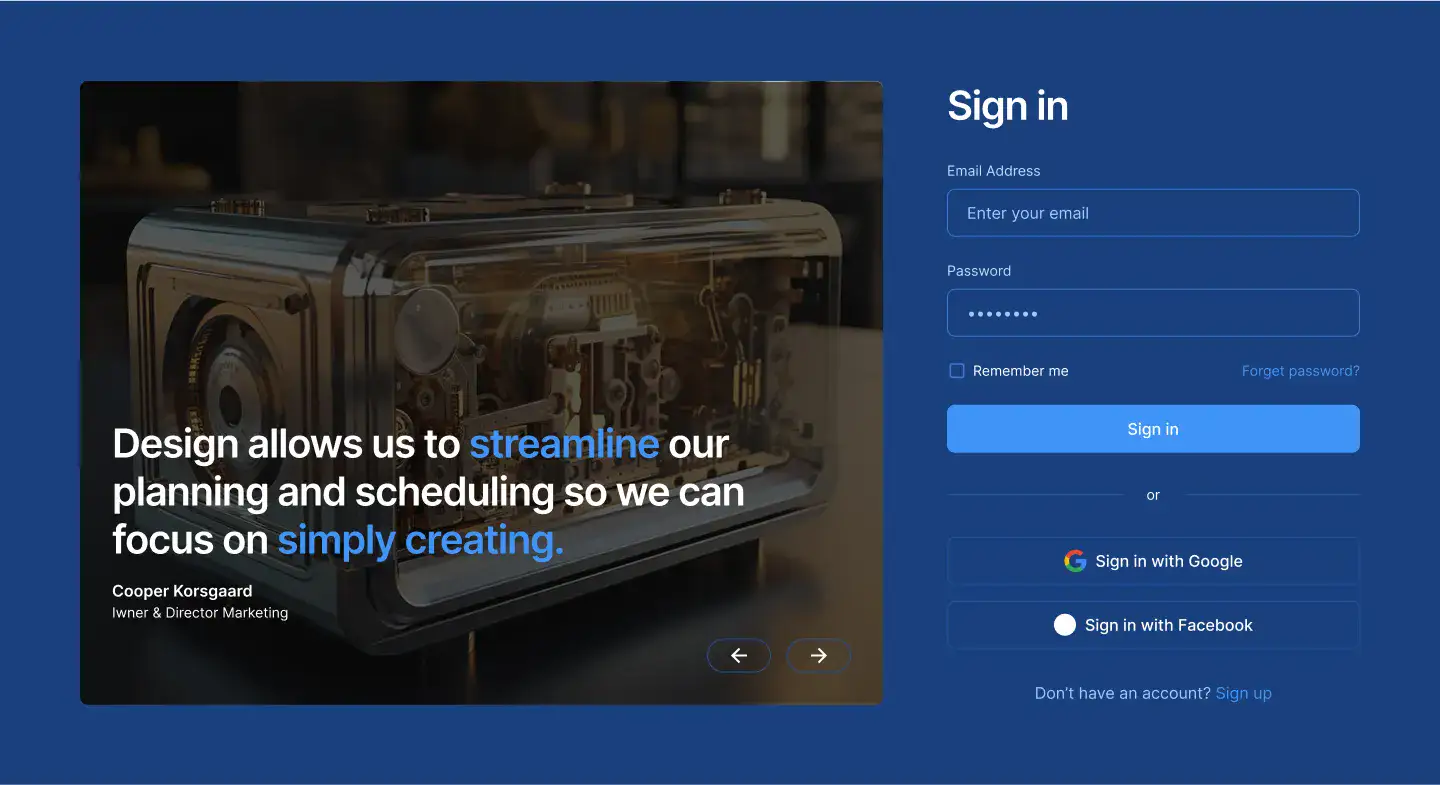 Design allows us to streamline our
planning and scheduling so we can
focus on simply creating.
Cooper Korsgaard
Iwner & Director Marketing
Sign in
Email Address
Enter your email
Password
••••••••
Remember me
Forget password?
Sign in
or
Sign in with Google
Sign in with Facebook
Don't have an account? Sign up